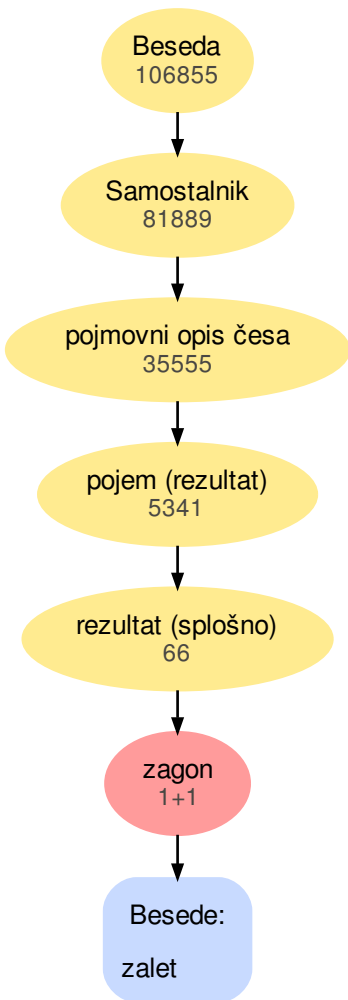 Beseda
106855
Samostalnik
81889
pojmovni opis česa
35555
pojem (rezultat)
5341
rezultat (splošno)
66
zagon
1+1
Besede:
zalet